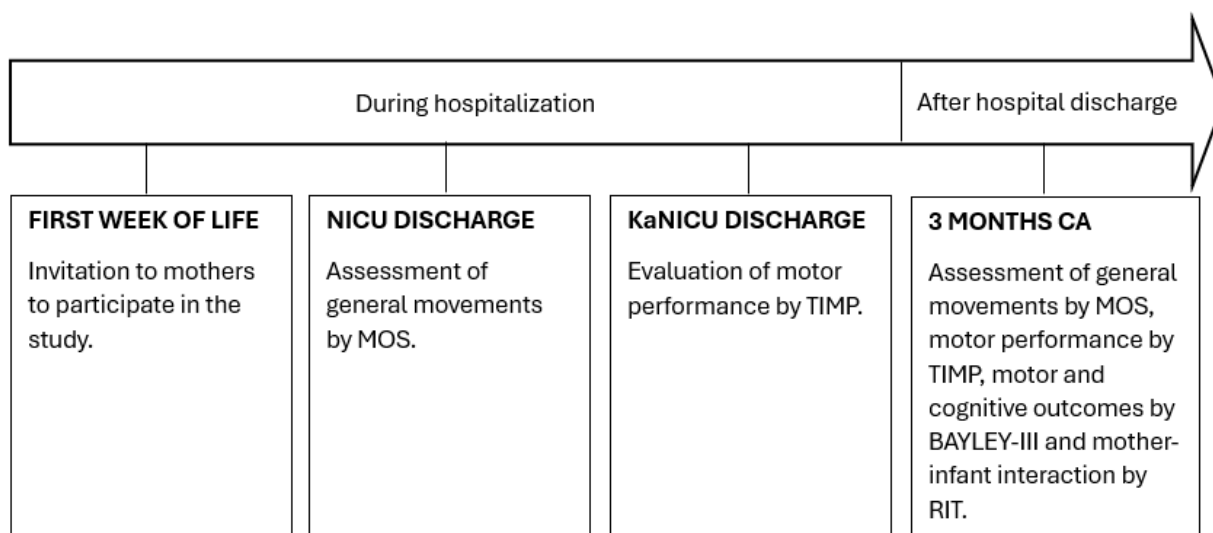 During hospitalization
After hospital discharge
FIRST WEEK OF LIFE
Invitation to mothers
to participate in the
study.
NICU DISCHARGE
Assessment of
general movements
by MOS.
KaNICU DISCHARGE
Evaluation of motor
performance by TIMP.
3 MONTHS CA
Assessment of general
movements by MOS,
motor performance by
TIMP, motor and
cognitive outcomes by
BAYLEY-III and mother-
infant interaction by
RIT.